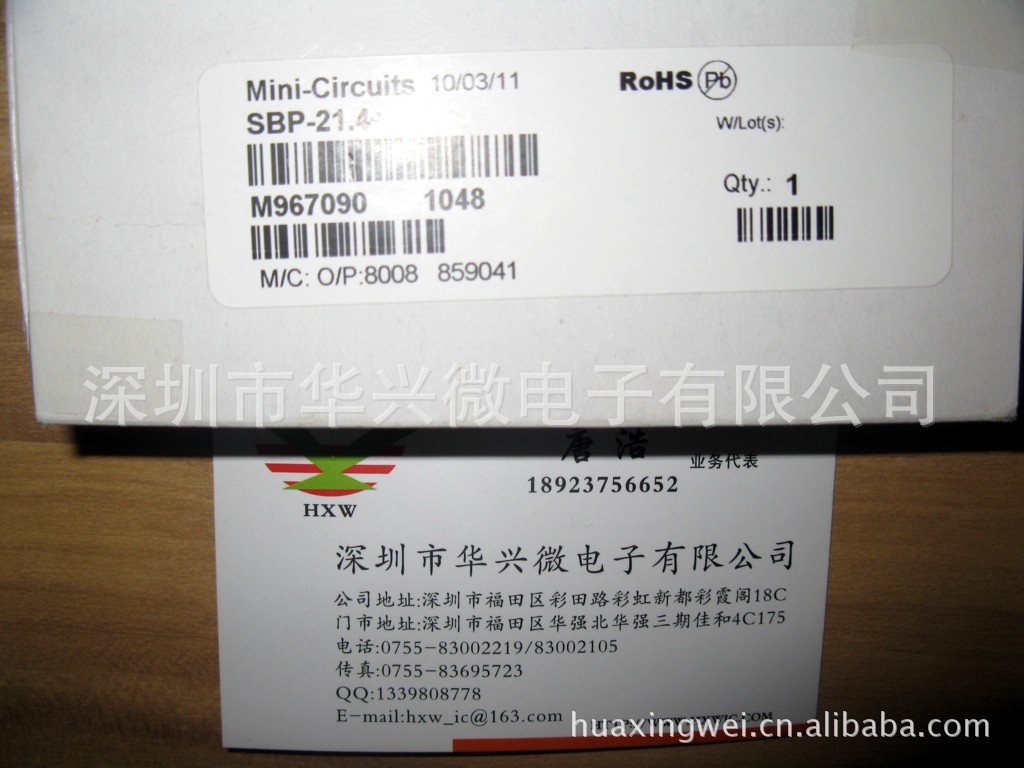 Mini-Circuits 10/03/11
RoHS Pb
SBP-21.4
W/Lot(s):
M967090 1048
Qty.: 1
M/C: O/P:8008 859041
深圳市华兴微电子有限公司
唐浩 业务代表
18923756652
HXW
深圳市华兴微电子有限公司
公司地址:深圳市福田区彩田路彩虹新都彩霞阁18C
门市地址:深圳市福田区华强北华强三期佳和4C175
电话:0755-83002219/83002105
传真:0755-83695723
QQ:1339808778
E-mail:hxw_ic@163.com
huaxingwei.cn.alibaba.com